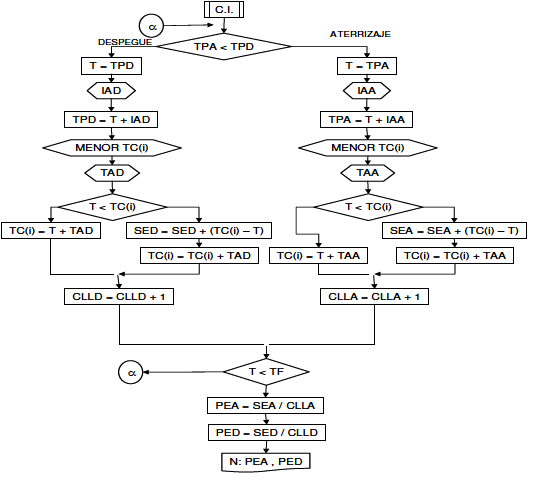 C.I.
α
DESPEGUE
TPA < TPD
ATERRIZAJE
T = TPD
T = TPA
IAD
IAA
TPD = T + IAD
TPA = T + IAA
MENOR TC(i)
MENOR TC(i)
TAD
TAA
T < TC(i)
T < TC(i)
TC(i) = T + TAD
SED = SED + (TC(i) – T)
SEA = SEA + (TC(i) – T)
TC(i) = TC(i) + TAD
TC(i) = T + TAA
TC(i) = TC(i) + TAA
CLLD = CLLD + 1
CLLA = CLLA + 1
α
T < TF
PEA = SEA / CLLA
PED = SED / CLLD
N: PEA , PED